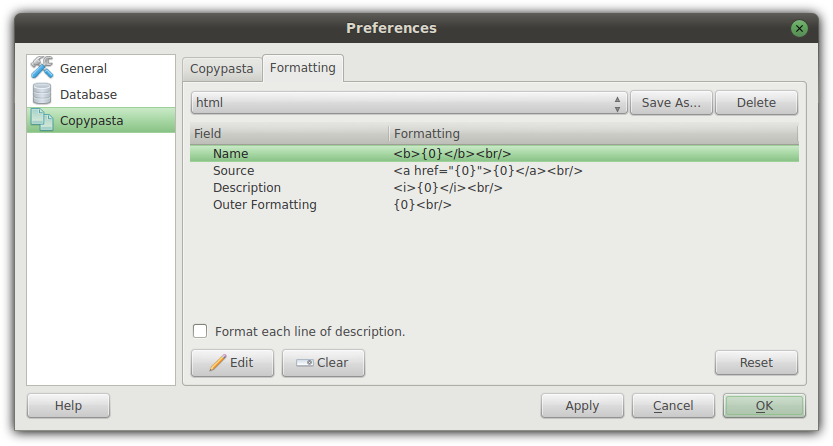 Preferences
General
Database
Copypasta
Copypasta Formatting
html Save As... Delete
Field Formatting
Name <b>{0}</b><br/>
Source <a href="{0}">{0}</a><br/>
Description <i>{0}</i><br/>
Outer Formatting {0}<br/>
Format each line of description.
Edit Clear Reset
Help Apply Cancel OK